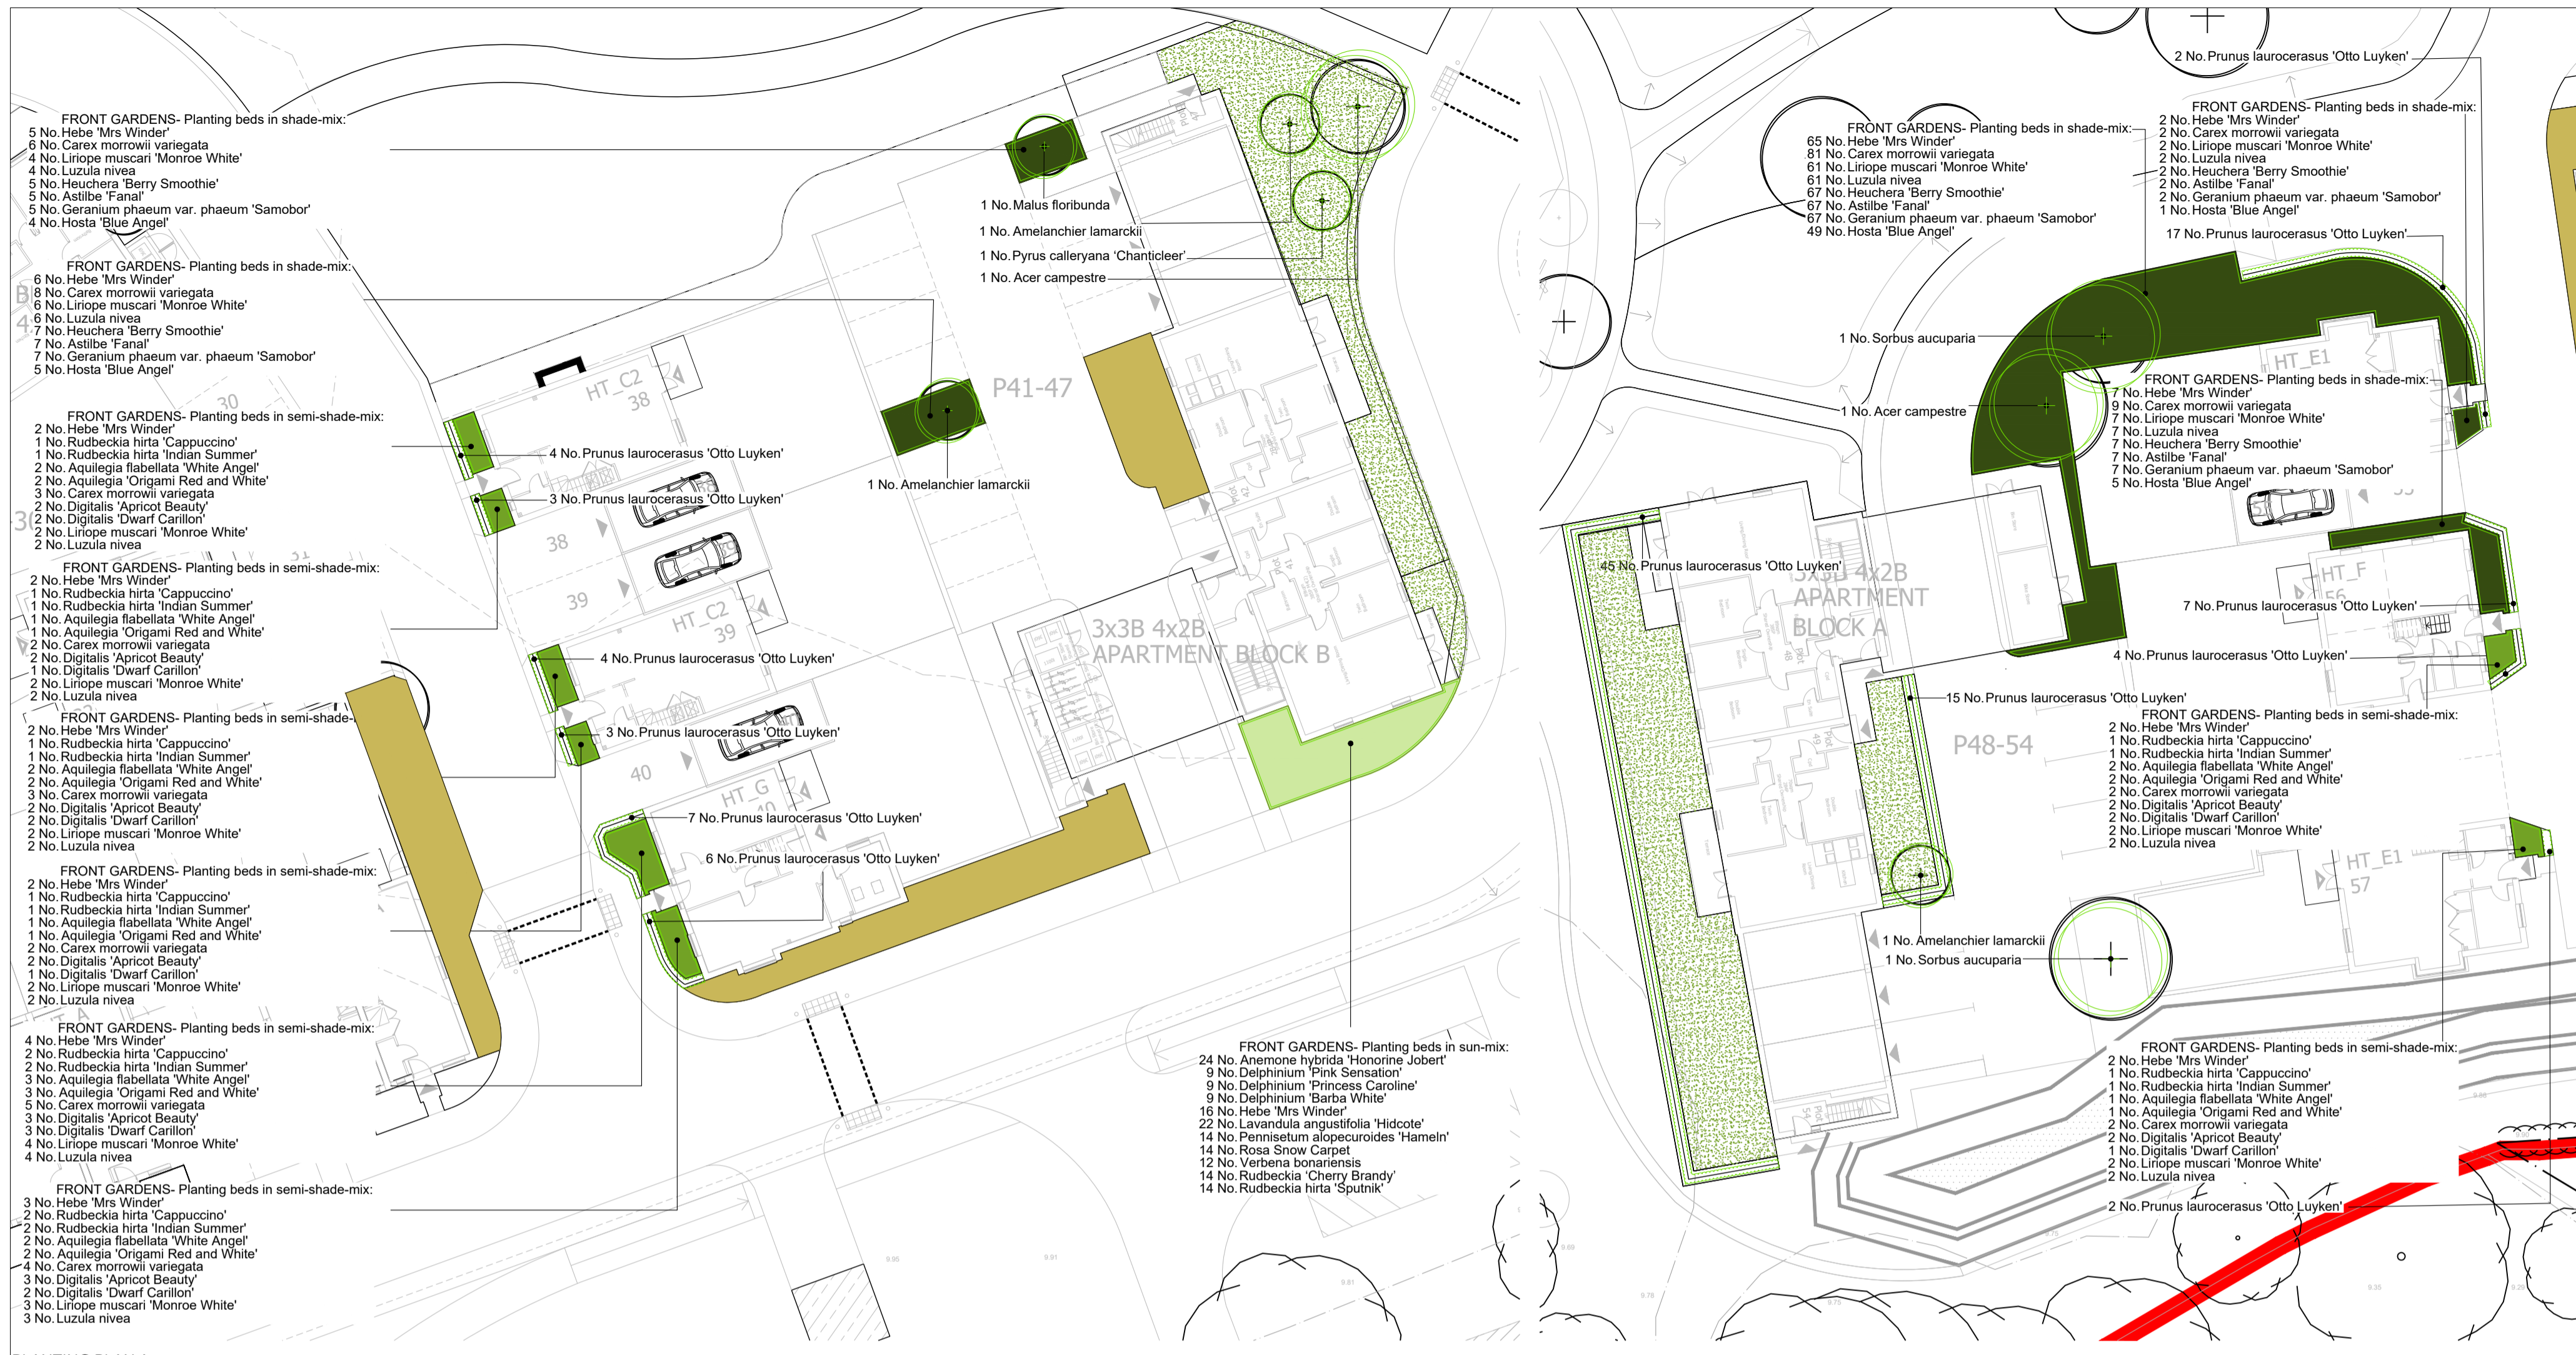 FRONT GARDENS- Planting beds in shade-mix:
5 No. Hebe 'Mrs Winder'
6 No. Carex morrowii variegata
4 No. Liriope muscari 'Monroe White'
4 No. Luzula nivea
5 No. Heuchera 'Berry Smoothie'
5 No. Astilbe 'Fanal'
5 No. Geranium phaeum var. phaeum 'Samobor'
4 No. Hosta 'Blue Angel'
FRONT GARDENS- Planting beds in shade-mix:
6 No. Hebe 'Mrs Winder'
8 No. Carex morrowii variegata
6 No. Liriope muscari 'Monroe White'
6 No. Luzula nivea
7 No. Heuchera 'Berry Smoothie'
7 No. Astilbe 'Fanal'
7 No. Geranium phaeum var. phaeum 'Samobor'
5 No. Hosta 'Blue Angel'
30
FRONT GARDENS- Planting beds in semi-shade-mix:
2 No. Hebe 'Mrs Winder'
1 No. Rudbeckia hirta 'Cappuccino'
1 No. Rudbeckia hirta 'Indian Summer'
2 No. Aquilegia flabellata 'White Angel'
2 No. Aquilegia 'Origami Red and White'
3 No. Carex morrowii variegata
2 No. Digitalis 'Apricot Beauty'
2 No. Digitalis 'Dwarf Carillon'
2 No. Liriope muscari 'Monroe White'
2 No. Luzula nivea
31
FRONT GARDENS- Planting beds in semi-shade-mix:
2 No. Hebe 'Mrs Winder'
1 No. Rudbeckia hirta 'Cappuccino'
1 No. Rudbeckia hirta 'Indian Summer'
1 No. Aquilegia flabellata 'White Angel'
1 No. Aquilegia 'Origami Red and White'
2 No. Carex morrowii variegata
2 No. Digitalis 'Apricot Beauty'
1 No. Digitalis 'Dwarf Carillon'
2 No. Liriope muscari 'Monroe White'
2 No. Luzula nivea
FRONT GARDENS- Planting beds in semi-shade-
2 No. Hebe 'Mrs Winder'
1 No. Rudbeckia hirta 'Cappuccino'
1 No. Rudbeckia hirta 'Indian Summer'
2 No. Aquilegia flabellata 'White Angel'
2 No. Aquilegia 'Origami Red and White'
3 No. Carex morrowii variegata
2 No. Digitalis 'Apricot Beauty'
2 No. Digitalis 'Dwarf Carillon'
2 No. Liriope muscari 'Monroe White'
2 No. Luzula nivea
FRONT GARDENS- Planting beds in semi-shade-mix:
2 No. Hebe 'Mrs Winder'
1 No. Rudbeckia hirta 'Cappuccino'
1 No. Rudbeckia hirta 'Indian Summer'
1 No. Aquilegia flabellata 'White Angel'
1 No. Aquilegia 'Origami Red and White'
2 No. Carex morrowii variegata
2 No. Digitalis 'Apricot Beauty'
1 No. Digitalis 'Dwarf Carillon'
2 No. Liriope muscari 'Monroe White'
2 No. Luzula nivea
FRONT GARDENS- Planting beds in semi-shade-mix:
4 No. Hebe 'Mrs Winder'
2 No. Rudbeckia hirta 'Cappuccino'
2 No. Rudbeckia hirta 'Indian Summer'
3 No. Aquilegia flabellata 'White Angel'
3 No. Aquilegia 'Origami Red and White'
5 No. Carex morrowii variegata
3 No. Digitalis 'Apricot Beauty'
3 No. Digitalis 'Dwarf Carillon'
4 No. Liriope muscari 'Monroe White'
4 No. Luzula nivea
FRONT GARDENS- Planting beds in semi-shade-mix:
3 No. Hebe 'Mrs Winder'
2 No. Rudbeckia hirta 'Cappuccino'
2 No. Rudbeckia hirta 'Indian Summer'
2 No. Aquilegia flabellata 'White Angel'
2 No. Aquilegia 'Origami Red and White'
4 No. Carex morrowii variegata
3 No. Digitalis 'Apricot Beauty'
2 No. Digitalis 'Dwarf Carillon'
3 No. Liriope muscari 'Monroe White'
3 No. Luzula nivea
1 No. Malus floribunda
1 No. Amelanchier lamarckii
1 No. Pyrus calleryana 'Chanticleer'
1 No. Acer campestre
HT_C2
38
P41-47
4 No. Prunus laurocerasus 'Otto Luyken'
1 No. Amelanchier lamarckii
3 No. Prunus laurocerasus 'Otto Luyken'
38
39
HT_C2
39
3x3B 4x2B
APARTMENT BLOCK B
4 No. Prunus laurocerasus 'Otto Luyken'
3 No. Prunus laurocerasus 'Otto Luyken'
40
HT_G
40
7 No. Prunus laurocerasus 'Otto Luyken'
6 No. Prunus laurocerasus 'Otto Luyken'
FRONT GARDENS- Planting beds in sun-mix:
24 No. Anemone hybrida 'Honorine Jobert'
9 No. Delphinium 'Pink Sensation'
9 No. Delphinium 'Princess Caroline'
9 No. Delphinium 'Barba White'
16 No. Hebe 'Mrs Winder'
22 No. Lavandula angustifolia 'Hidcote'
14 No. Pennisetum alopecuroides 'Hameln'
14 No. Rosa Snow Carpet
12 No. Verbena bonariensis
14 No. Rudbeckia 'Cherry Brandy'
14 No. Rudbeckia hirta 'Sputnik'
9.95
9.91
9.81
2 No. Prunus laurocerasus 'Otto Luyken'
FRONT GARDENS- Planting beds in shade-mix:
65 No. Hebe 'Mrs Winder'
81 No. Carex morrowii variegata
61 No. Liriope muscari 'Monroe White'
61 No. Luzula nivea
67 No. Heuchera 'Berry Smoothie'
67 No. Astilbe 'Fanal'
67 No. Geranium phaeum var. phaeum 'Samobor'
49 No. Hosta 'Blue Angel'
FRONT GARDENS- Planting beds in shade-mix:
2 No. Hebe 'Mrs Winder'
2 No. Carex morrowii variegata
2 No. Liriope muscari 'Monroe White'
2 No. Luzula nivea
2 No. Heuchera 'Berry Smoothie'
2 No. Astilbe 'Fanal'
2 No. Geranium phaeum var. phaeum 'Samobor'
1 No. Hosta 'Blue Angel'
17 No. Prunus laurocerasus 'Otto Luyken'
1 No. Sorbus aucuparia
HT_E1
1 No. Acer campestre
FRONT GARDENS- Planting beds in shade-mix:
7 No. Hebe 'Mrs Winder'
9 No. Carex morrowii variegata
7 No. Liriope muscari 'Monroe White'
7 No. Luzula nivea
7 No. Heuchera 'Berry Smoothie'
7 No. Astilbe 'Fanal'
7 No. Geranium phaeum var. phaeum 'Samobor'
5 No. Hosta 'Blue Angel'
45 No. Prunus laurocerasus 'Otto Luyken'
3x3B 4x2B
APARTMENT
BLOCK A
HT_F
56
7 No. Prunus laurocerasus 'Otto Luyken'
4 No. Prunus laurocerasus 'Otto Luyken'
15 No. Prunus laurocerasus 'Otto Luyken'
P48-54
FRONT GARDENS- Planting beds in semi-shade-mix:
2 No. Hebe 'Mrs Winder'
1 No. Rudbeckia hirta 'Cappuccino'
1 No. Rudbeckia hirta 'Indian Summer'
2 No. Aquilegia flabellata 'White Angel'
2 No. Aquilegia 'Origami Red and White'
2 No. Carex morrowii variegata
2 No. Digitalis 'Apricot Beauty'
2 No. Digitalis 'Dwarf Carillon'
2 No. Liriope muscari 'Monroe White'
2 No. Luzula nivea
HT_E1
57
1 No. Amelanchier lamarckii
1 No. Sorbus aucuparia
FRONT GARDENS- Planting beds in semi-shade-mix:
2 No. Hebe 'Mrs Winder'
1 No. Rudbeckia hirta 'Cappuccino'
1 No. Rudbeckia hirta 'Indian Summer'
1 No. Aquilegia flabellata 'White Angel'
1 No. Aquilegia 'Origami Red and White'
2 No. Carex morrowii variegata
2 No. Digitalis 'Apricot Beauty'
1 No. Digitalis 'Dwarf Carillon'
2 No. Liriope muscari 'Monroe White'
2 No. Luzula nivea
2 No. Prunus laurocerasus 'Otto Luyken'
9.69
9.78
9.75
9.75
9.35